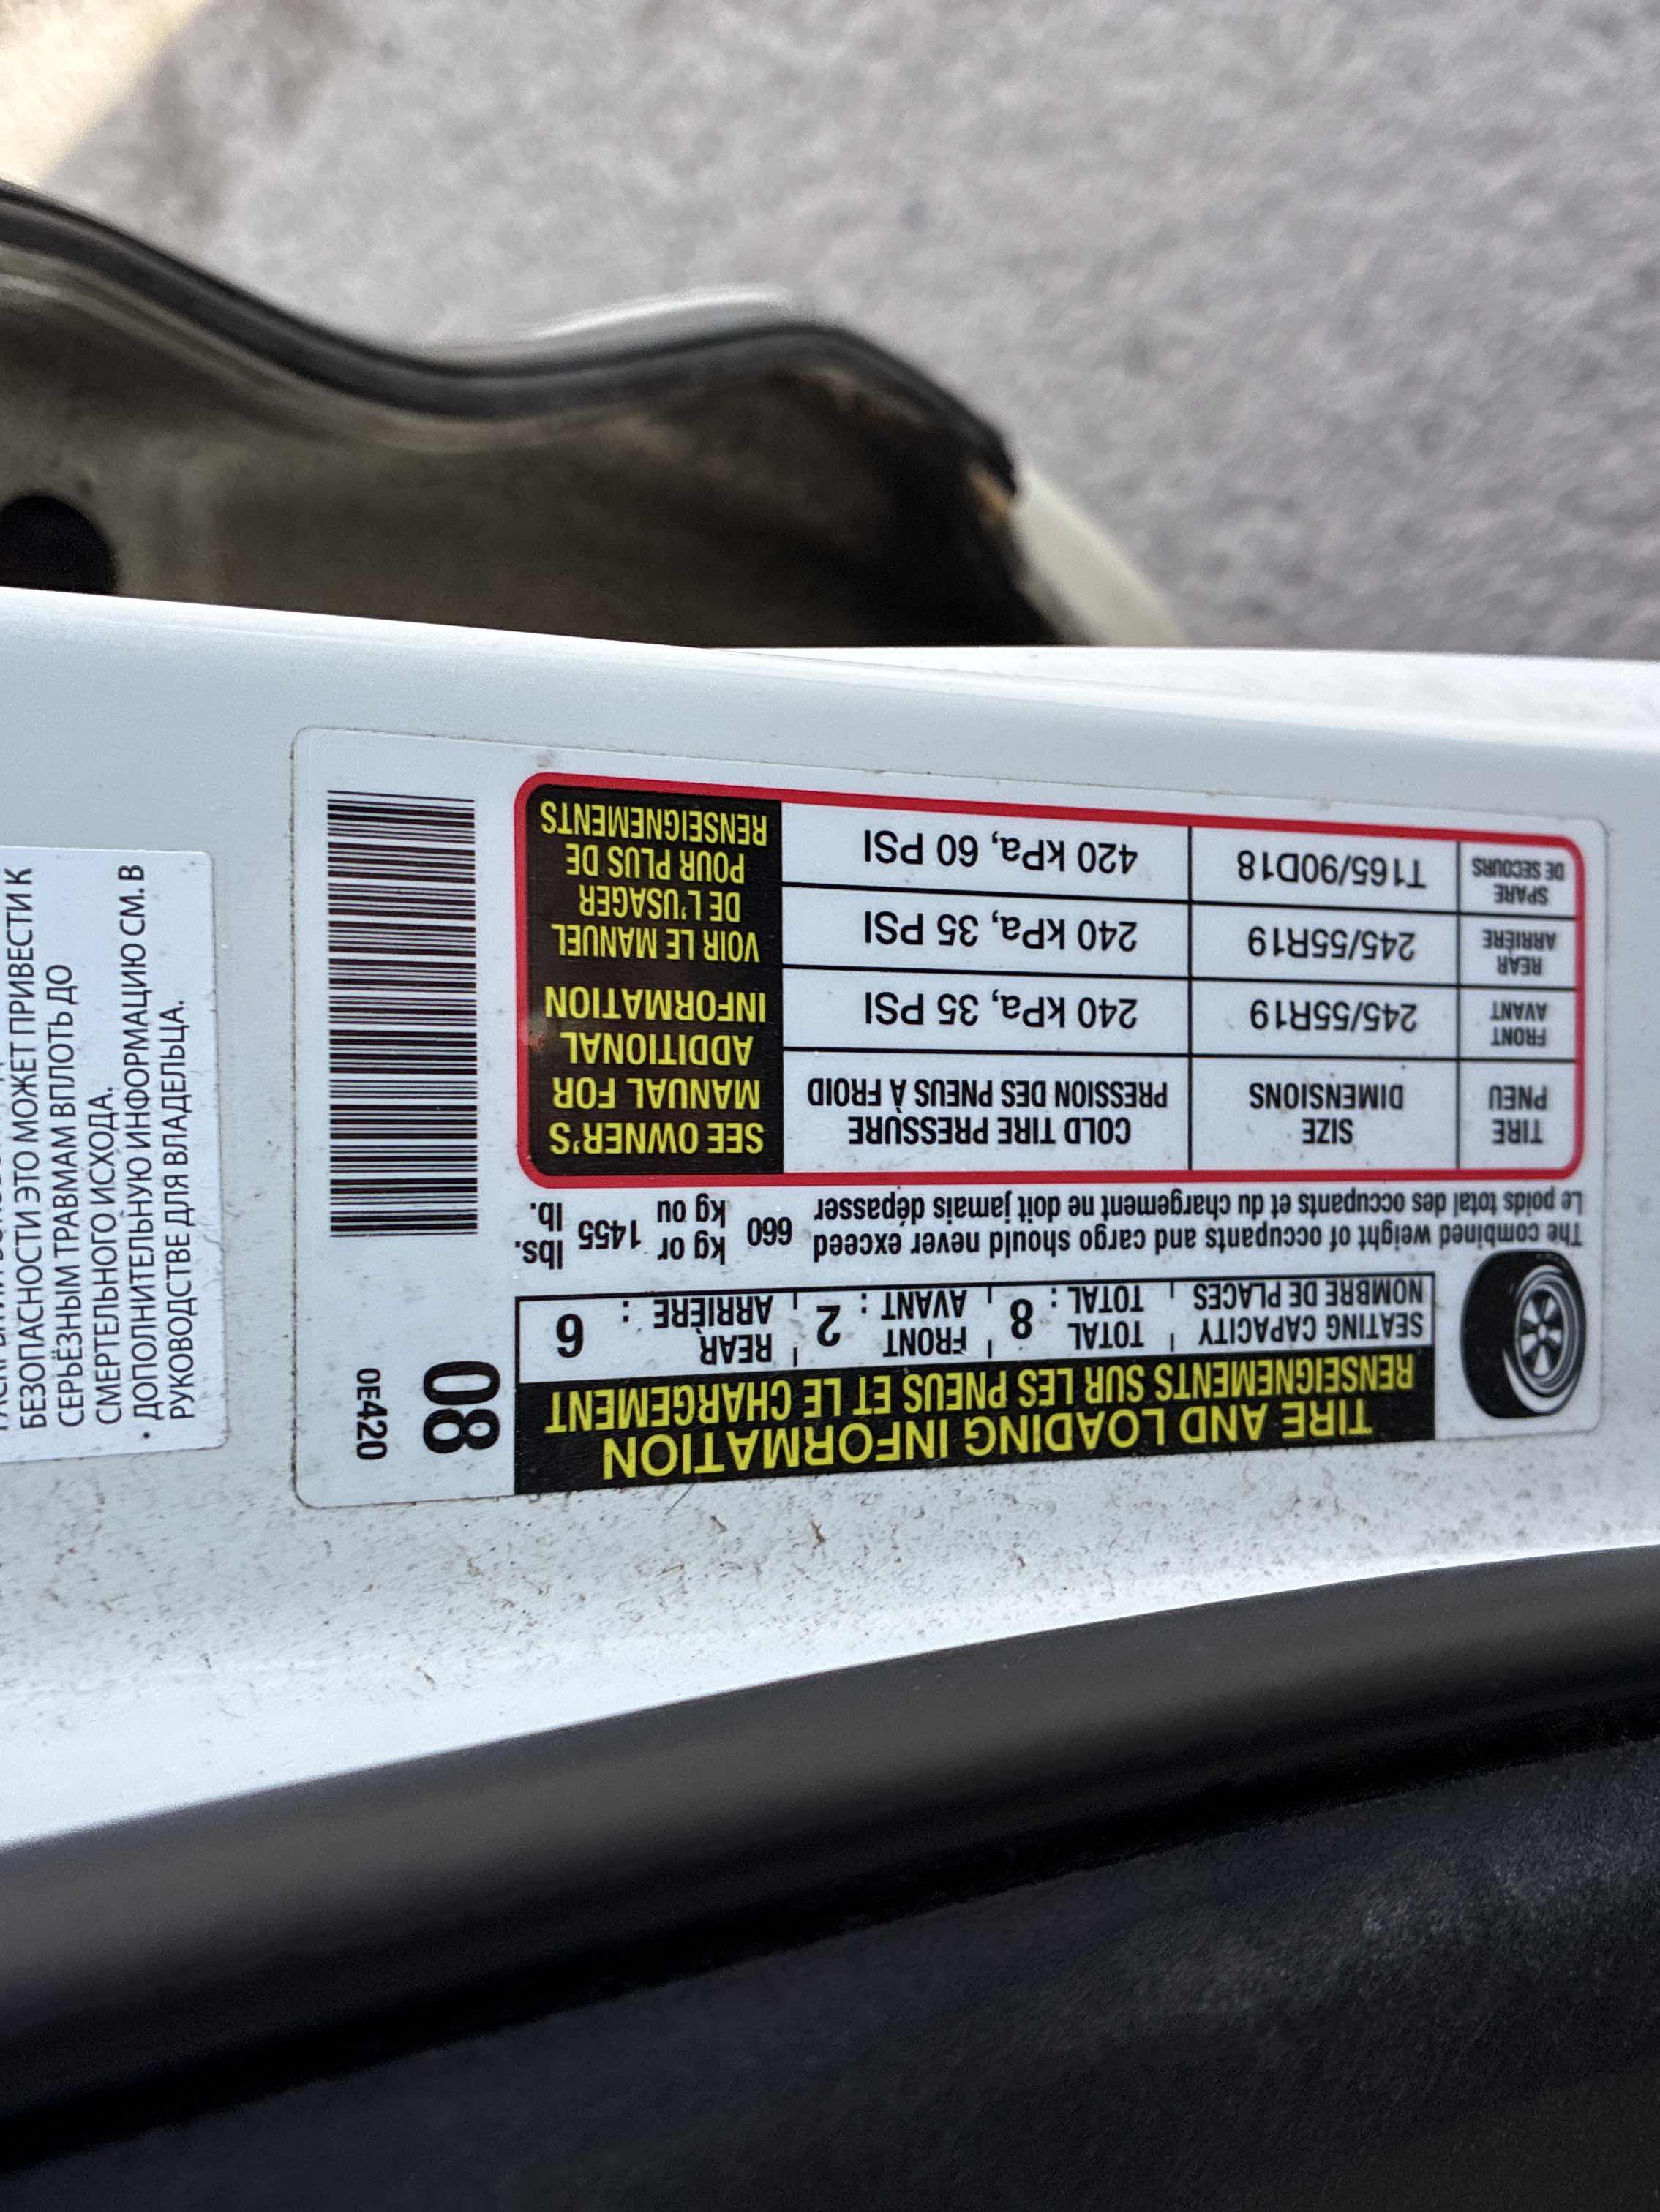 TIRE AND LOADING INFORMATION
RENSEIGNEMENTS SUR LES PNEUS ET LE CHARGEMENT
08
0E420
SEATING CAPACITY TOTAL FRONT REAR
NOMBRE DE PLACES TOTAL : 8 AVANT : 2 ARRIÈRE : 6
The combined weight of occupants and cargo should never exceed 660 kg or 1455 lbs.
Le poids total des occupants et du chargement ne doit jamais dépasser kg ou lb.
TIRE SIZE COLD TIRE PRESSURE
PNEU DIMENSIONS PRESSION DES PNEUS À FROID
FRONT
AVANT 245/55R19 240 kPa, 35 PSI
REAR
ARRIÈRE 245/55R19 240 kPa, 35 PSI
SPARE
DE SECOURS T165/90D18 420 kPa, 60 PSI
SEE OWNER'S
MANUAL FOR
ADDITIONAL
INFORMATION
VOIR LE MANUEL
DE L'USAGER
POUR PLUS DE
RENSEIGNEMENTS
БЕЗОПАСНОСТИ ЭТО МОЖЕТ ПРИВЕСТИ К
СЕРЬЁЗНЫМ ТРАВМАМ ВПЛОТЬ ДО
СМЕРТЕЛЬНОГО ИСХОДА.
• ДОПОЛНИТЕЛЬНУЮ ИНФОРМАЦИЮ СМ. В
РУКОВОДСТВЕ ДЛЯ ВЛАДЕЛЬЦА.